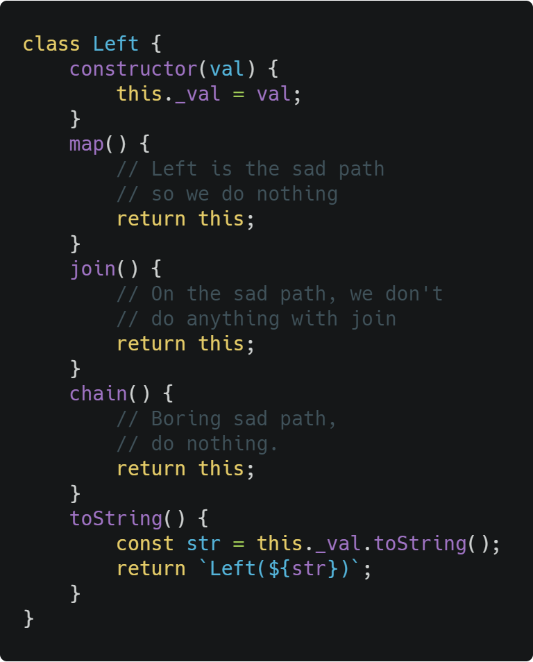 class Left {
    constructor(val) {
        this._val = val;
    }
    map() {
        // Left is the sad path
        // so we do nothing
        return this;
    }
    join() {
        // On the sad path, we don't
        // do anything with join
        return this;
    }
    chain() {
        // Boring sad path,
        // do nothing.
        return this;
    }
    toString() {
        const str = this._val.toString();
        return `Left(${str})`;
    }
}